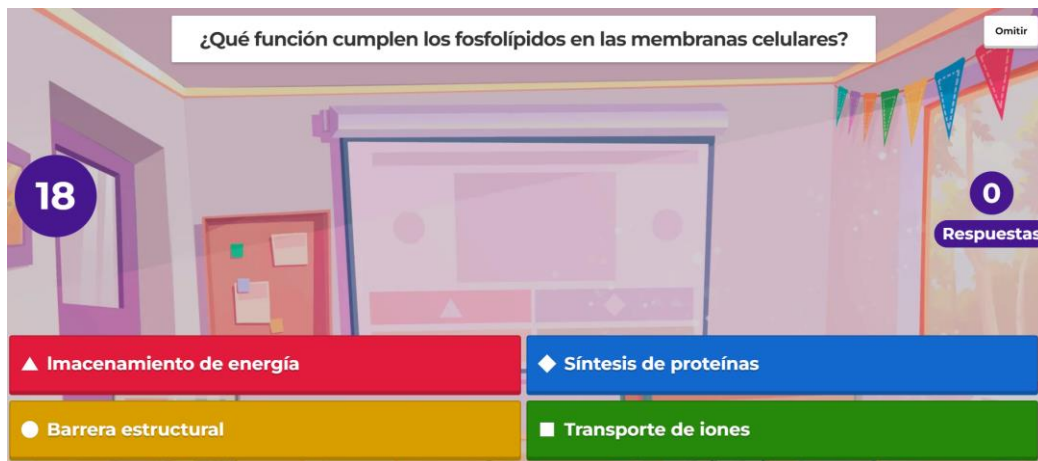 ¿Qué función cumplen los fosfolípidos en las membranas celulares?
Omitir
18
0
Respuestas
Imacenamiento de energía
Síntesis de proteínas
Barrera estructural
Transporte de iones